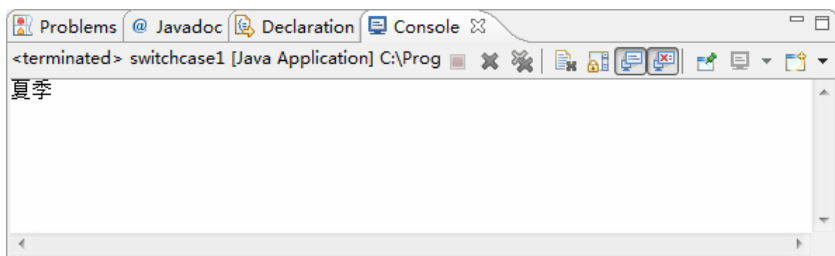 Problems @ Javadoc Declaration Console
<terminated> switchcase1 [Java Application] C:\Prog
夏季